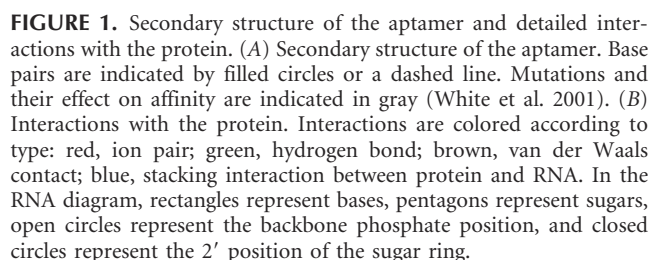 FIGURE 1. Secondary structure of the aptamer and detailed inter-
actions with the protein. (A) Secondary structure of the aptamer. Base
pairs are indicated by filled circles or a dashed line. Mutations and
their effect on affinity are indicated in gray (White et al. 2001). (B)
Interactions with the protein. Interactions are colored according to
type: red, ion pair; green, hydrogen bond; brown, van der Waals
contact; blue, stacking interaction between protein and RNA. In the
RNA diagram, rectangles represent bases, pentagons represent sugars,
open circles represent the backbone phosphate position, and closed
circles represent the 2′ position of the sugar ring.